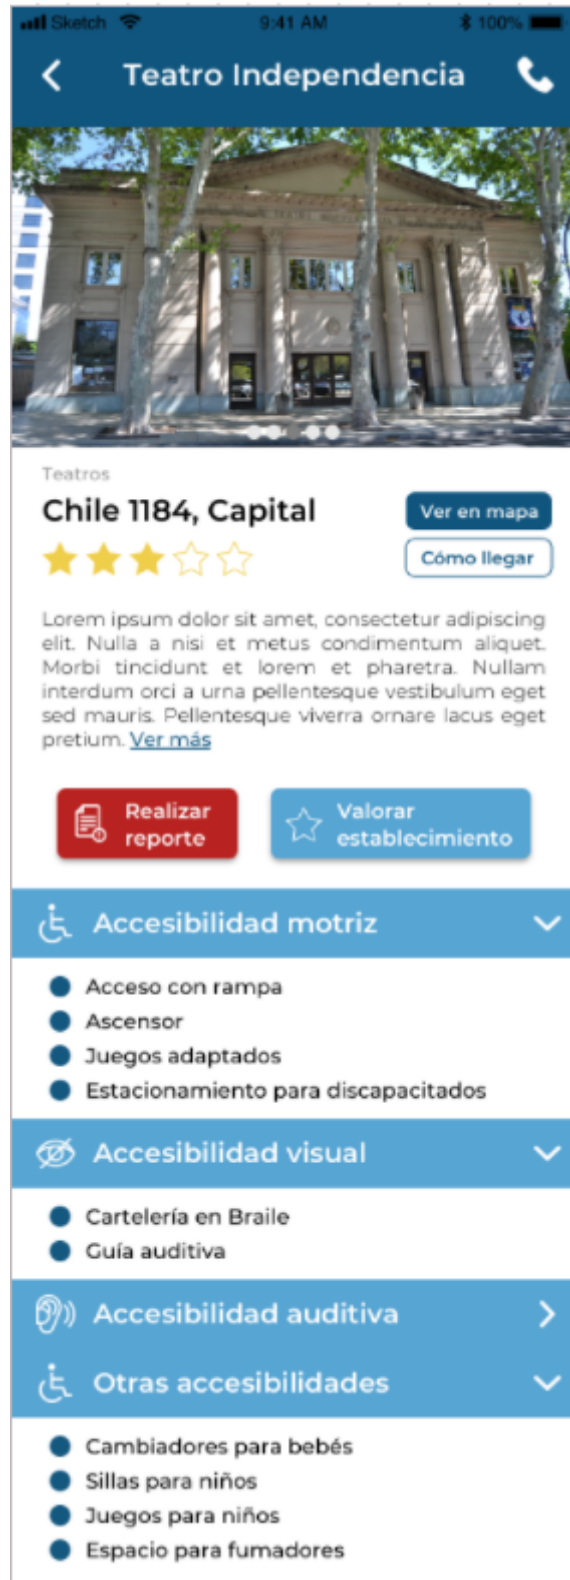 Sketch 9:41 AM 100%
Teatro Independencia
Teatros
Chile 1184, Capital
Ver en mapa
Cómo llegar
Lorem ipsum dolor sit amet, consectetur adipiscing
elit. Nulla a nisi et metus condimentum aliquet.
Morbi tincidunt et lorem et pharetra. Nullam
interdum orci a urna pellentesque vestibulum eget
sed mauris. Pellentesque viverra ornare lacus eget
pretium. Ver más
Realizar
reporte
Valorar
establecimiento
Accesibilidad motriz
Acceso con rampa
Ascensor
Juegos adaptados
Estacionamiento para discapacitados
Accesibilidad visual
Cartelería en Braile
Guía auditiva
Accesibilidad auditiva
Otras accesibilidades
Cambiadores para bebés
Sillas para niños
Juegos para niños
Espacio para fumadores